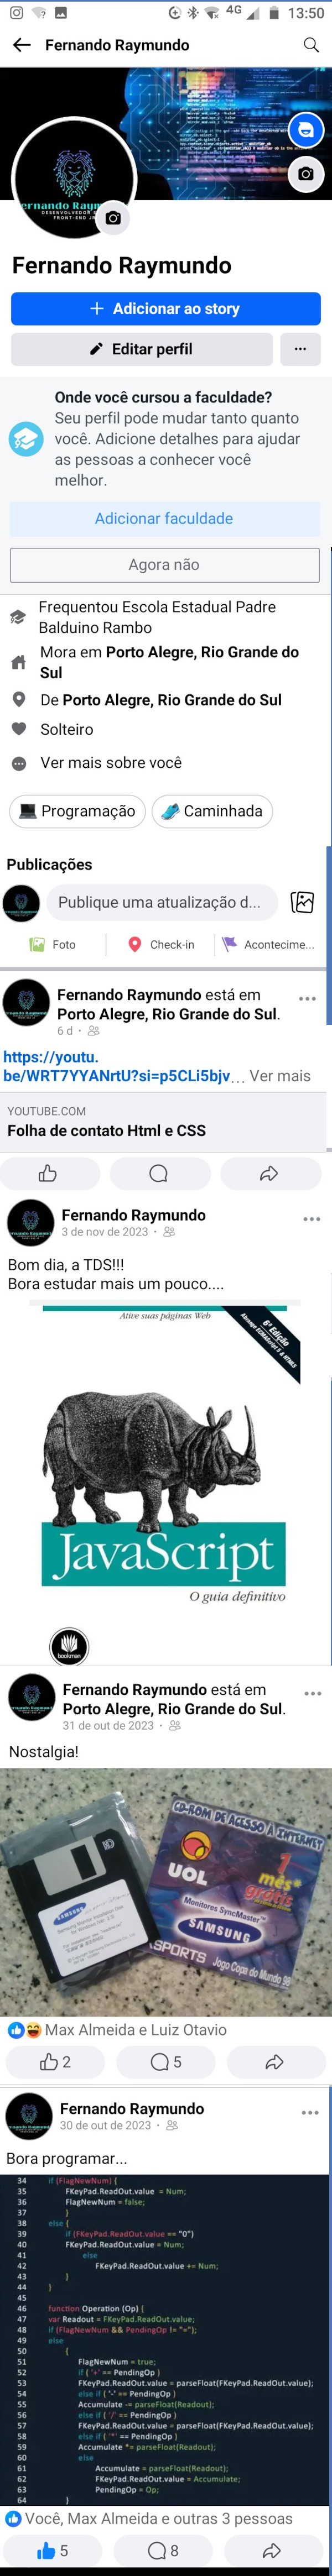 4G 13:50
Fernando Raymundo
ernando Raym
DESENVOLVEDOR
FRONT-END JR
Fernando Raymundo
+ Adicionar ao story
Editar perfil
...
Onde você cursou a faculdade?
Seu perfil pode mudar tanto quanto
você. Adicione detalhes para ajudar
as pessoas a conhecer você
melhor.
Adicionar faculdade
Agora não
Frequentou Escola Estadual Padre
Balduino Rambo
Mora em Porto Alegre, Rio Grande do
Sul
De Porto Alegre, Rio Grande do Sul
Solteiro
Ver mais sobre você
Programação
Caminhada
Publicações
Publique uma atualização d...
Foto
Check-in
Acontecime...
Fernando Raymundo está em
Porto Alegre, Rio Grande do Sul.
6 d ·
https://youtu.
be/WRT7YYANrtU?si=p5CLi5bjv... Ver mais
YOUTUBE.COM
Folha de contato Html e CSS
Fernando Raymundo
3 de nov de 2023 ·
Bom dia, a TDS!!!
Bora estudar mais um pouco....
Ative suas páginas Web
6ª Edição
Abrange ECMAScript 5 & HTML5
JavaScript
O guia definitivo
bookman
Fernando Raymundo está em
Porto Alegre, Rio Grande do Sul.
31 de out de 2023 ·
Nostalgia!
CD-ROM DE ACESSO A INTERNET
UOL
1
mês*
grátis
Monitores SyncMaster
SAMSUNG
SAMSUNG
SPORTS Jogo Copa do Mundo 98
Max Almeida e Luiz Otavio
2
5
Fernando Raymundo
30 de out de 2023 ·
Bora programar...
34 if (FlagNewNum) {
35 FKeyPad.ReadOut.value = Num;
36 FlagNewNum = false;
37 }
38 else {
39 if (FKeyPad.ReadOut.value == "0")
40 FKeyPad.ReadOut.value = Num;
41 else
42 FKeyPad.ReadOut.value += Num;
43 }
44 }
45
46 function Operation (Op) {
47 var Readout = FKeyPad.ReadOut.value;
48 if (FlagNewNum && PendingOp != "=");
49 else
50 {
51 FlagNewNum = true;
52 if ( '+' == PendingOp )
53 FKeyPad.ReadOut.value = parseFloat(FKeyPad.ReadOut.value);
54 else if ( '-' == PendingOp )
55 Accumulate -= parseFloat(Readout);
56 else if ( '/' == PendingOp )
57 FKeyPad.ReadOut.value = parseFloat(FKeyPad.ReadOut.value);
58 else if ( '*' == PendingOp )
59 Accumulate *= parseFloat(Readout);
60 else
61 Accumulate = parseFloat(Readout);
62 FKeyPad.ReadOut.value = Accumulate;
63 PendingOp = Op;
64 }
Você, Max Almeida e outras 3 pessoas
5
8